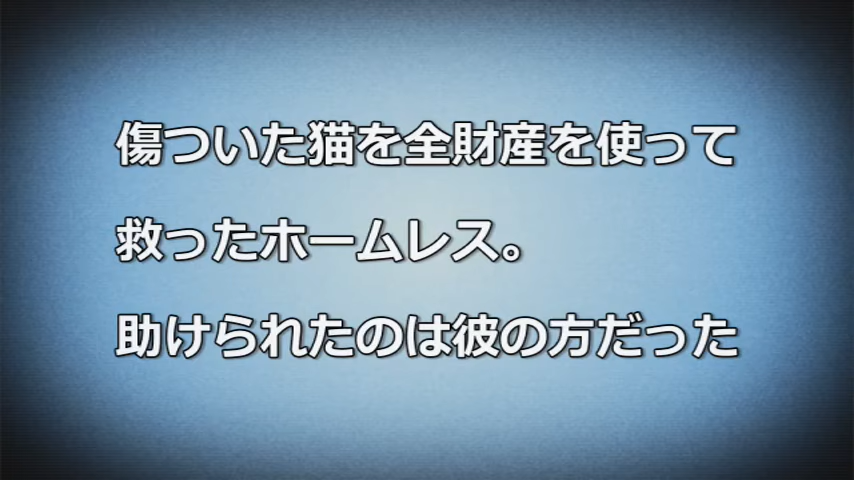 傷ついた猫を全財産を使って
救ったホームレス。
助けられたのは彼の方だった